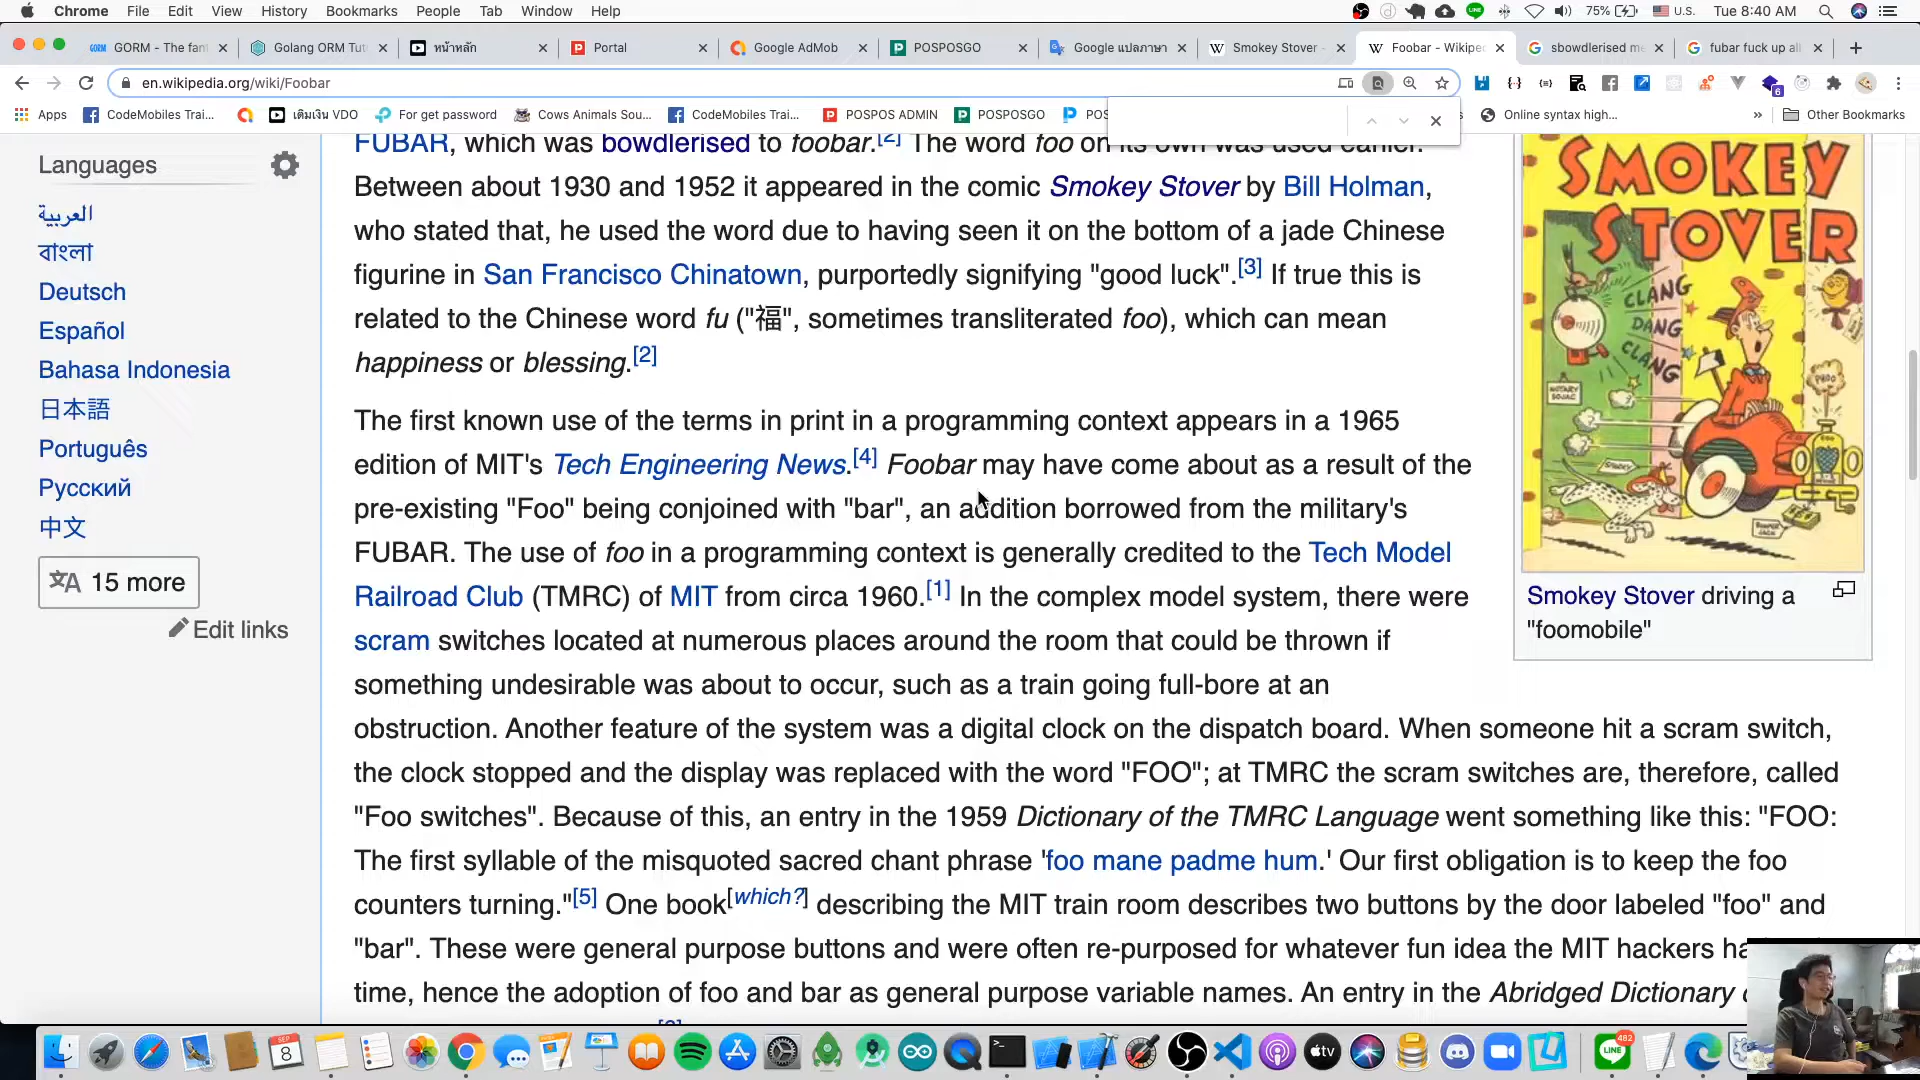 Chrome File Edit View History Bookmarks People Tab Window Help 75% U.S. Tue 8:40 AM
GORM - The fan Golang ORM Tut หน้าหลัก Portal Google AdMob POSPOSGO Google แปลภาษา Smokey Stover - Foobar - Wikipe sbowdlerised me fubar fuck up all
en.wikipedia.org/wiki/Foobar
Apps CodeMobiles Trai... เติมเงิน VDO For get password Cows Animals Sou... CodeMobiles Trai... POSPOS ADMIN POSPOSGO POS Online syntax high... » Other Bookmarks
Languages
العربية
বাংলা
Deutsch
Español
Bahasa Indonesia
日本語
Português
Русский
中文
15 more
Edit links
FUBAR, which was bowdlerised to foobar.[2] The word foo on its own was used earlier.
Between about 1930 and 1952 it appeared in the comic Smokey Stover by Bill Holman,
who stated that, he used the word due to having seen it on the bottom of a jade Chinese
figurine in San Francisco Chinatown, purportedly signifying "good luck".[3] If true this is
related to the Chinese word fu ("福", sometimes transliterated foo), which can mean
happiness or blessing.[2]
The first known use of the terms in print in a programming context appears in a 1965
edition of MIT's Tech Engineering News.[4] Foobar may have come about as a result of the
pre-existing "Foo" being conjoined with "bar", an addition borrowed from the military's
FUBAR. The use of foo in a programming context is generally credited to the Tech Model
Railroad Club (TMRC) of MIT from circa 1960.[1] In the complex model system, there were
scram switches located at numerous places around the room that could be thrown if
something undesirable was about to occur, such as a train going full-bore at an
obstruction. Another feature of the system was a digital clock on the dispatch board. When someone hit a scram switch,
the clock stopped and the display was replaced with the word "FOO"; at TMRC the scram switches are, therefore, called
"Foo switches". Because of this, an entry in the 1959 Dictionary of the TMRC Language went something like this: "FOO:
The first syllable of the misquoted sacred chant phrase 'foo mane padme hum.' Our first obligation is to keep the foo
counters turning."[5] One book[which?] describing the MIT train room describes two buttons by the door labeled "foo" and
"bar". These were general purpose buttons and were often re-purposed for whatever fun idea the MIT hackers ha
time, hence the adoption of foo and bar as general purpose variable names. An entry in the Abridged Dictionary
SMOKEY
STOVER
CLANG
DANG
CLANG
NOTARY
SOJAC
PHOO
Smokey Stover driving a
"foomobile"
SEP
8
482